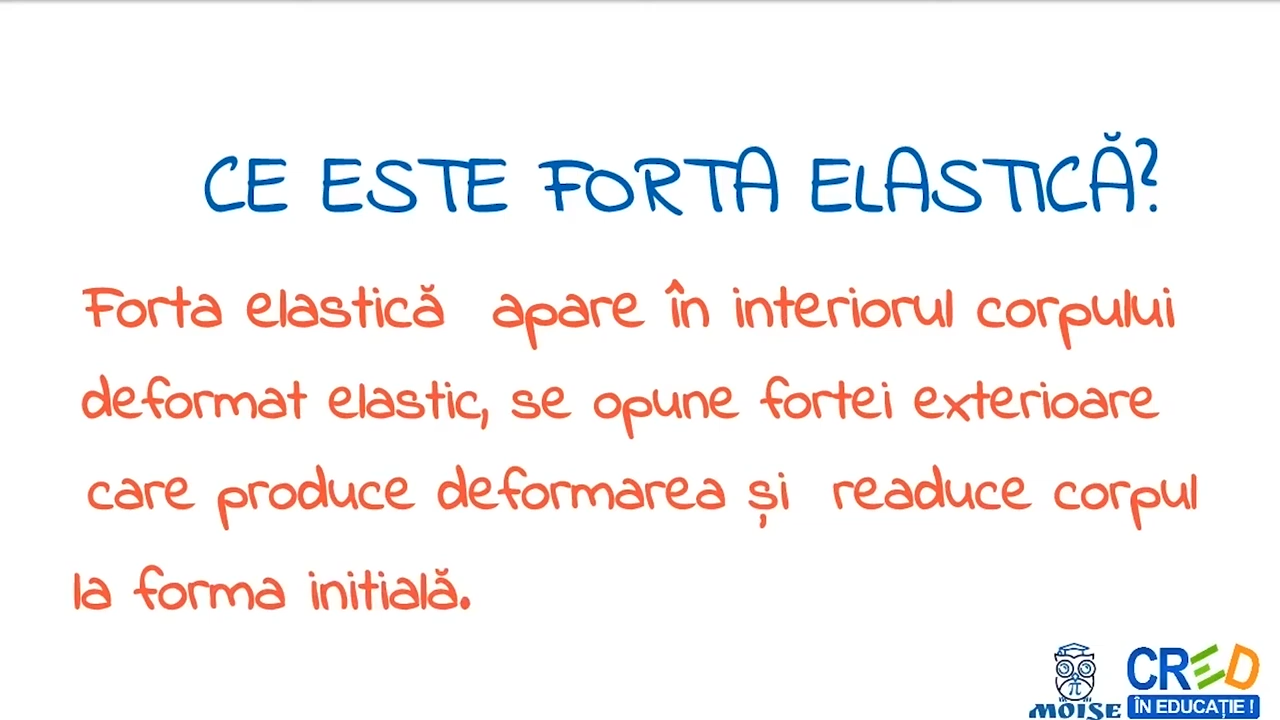 CE ESTE FORTA ELASTICĂ?
Forta elastică apare în interiorul corpului
deformat elastic, se opune fortei exterioare
care produce deformarea și readuce corpul
la forma initială.
π
MOISE
CRED
ÎN EDUCAȚIE !